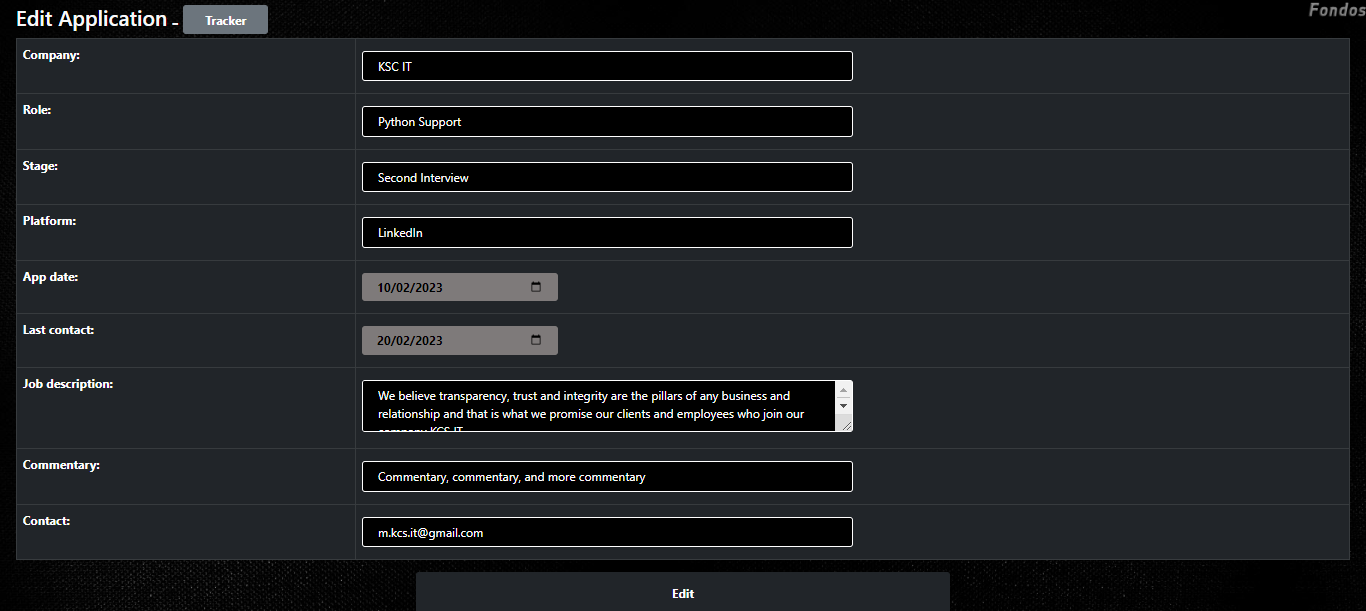 Edit Application - Tracker
Fondos
Company:
KSC IT
Role:
Python Support
Stage:
Second Interview
Platform:
LinkedIn
App date:
10/02/2023
Last contact:
20/02/2023
Job description:
We believe transparency, trust and integrity are the pillars of any business and
relationship and that is what we promise our clients and employees who join our
company KCS IT
Commentary:
Commentary, commentary, and more commentary
Contact:
m.kcs.it@gmail.com
Edit